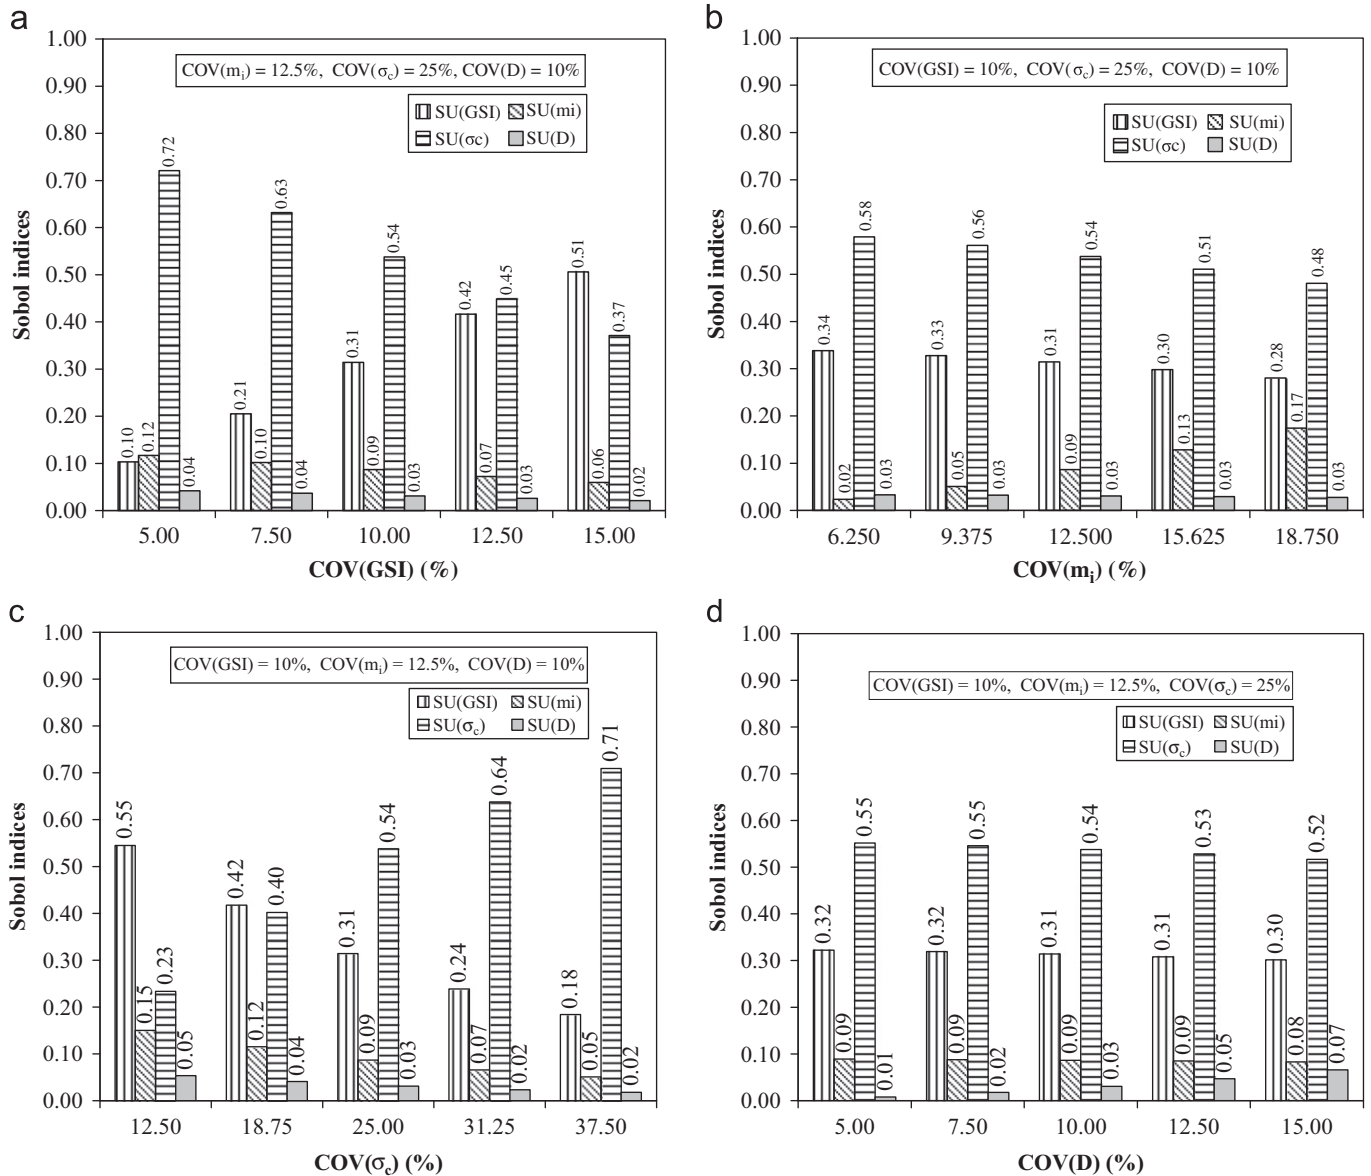 a
1.00
0.90
0.80
0.70
0.60
0.50
0.40
0.30
0.20
0.10
0.00
Sobol indices
COV(mᵢ) = 12.5%, COV(σ꜀) = 25%, COV(D) = 10%
SU(GSI) SU(mi)
SU(σc) SU(D)
0.10 0.12 0.72 0.04
0.21 0.10 0.63 0.04
0.31 0.09 0.54 0.03
0.42 0.07 0.45 0.03
0.51 0.06 0.37 0.02
5.00 7.50 10.00 12.50 15.00
COV(GSI) (%)
b
1.00
0.90
0.80
0.70
0.60
0.50
0.40
0.30
0.20
0.10
0.00
Sobol indices
COV(GSI) = 10%, COV(σ꜀) = 25%, COV(D) = 10%
SU(GSI) SU(mi)
SU(σc) SU(D)
0.34 0.02 0.58 0.03
0.33 0.05 0.56 0.03
0.31 0.09 0.54 0.03
0.30 0.13 0.51 0.03
0.28 0.17 0.48 0.03
6.250 9.375 12.500 15.625 18.750
COV(mᵢ) (%)
c
1.00
0.90
0.80
0.70
0.60
0.50
0.40
0.30
0.20
0.10
0.00
Sobol indices
COV(GSI) = 10%, COV(mᵢ) = 12.5%, COV(D) = 10%
SU(GSI) SU(mi)
SU(σ꜀) SU(D)
0.55 0.15 0.23 0.05
0.42 0.12 0.40 0.04
0.31 0.09 0.54 0.03
0.24 0.07 0.64 0.02
0.18 0.05 0.71 0.02
12.50 18.75 25.00 31.25 37.50
COV(σ꜀) (%)
d
1.00
0.90
0.80
0.70
0.60
0.50
0.40
0.30
0.20
0.10
0.00
Sobol indices
COV(GSI) = 10%, COV(mᵢ) = 12.5%, COV(σ꜀) = 25%
SU(GSI) SU(mi)
SU(σ꜀) SU(D)
0.32 0.09 0.55 0.01
0.32 0.09 0.55 0.02
0.31 0.09 0.54 0.03
0.31 0.09 0.53 0.05
0.30 0.08 0.52 0.07
5.00 7.50 10.00 12.50 15.00
COV(D) (%)